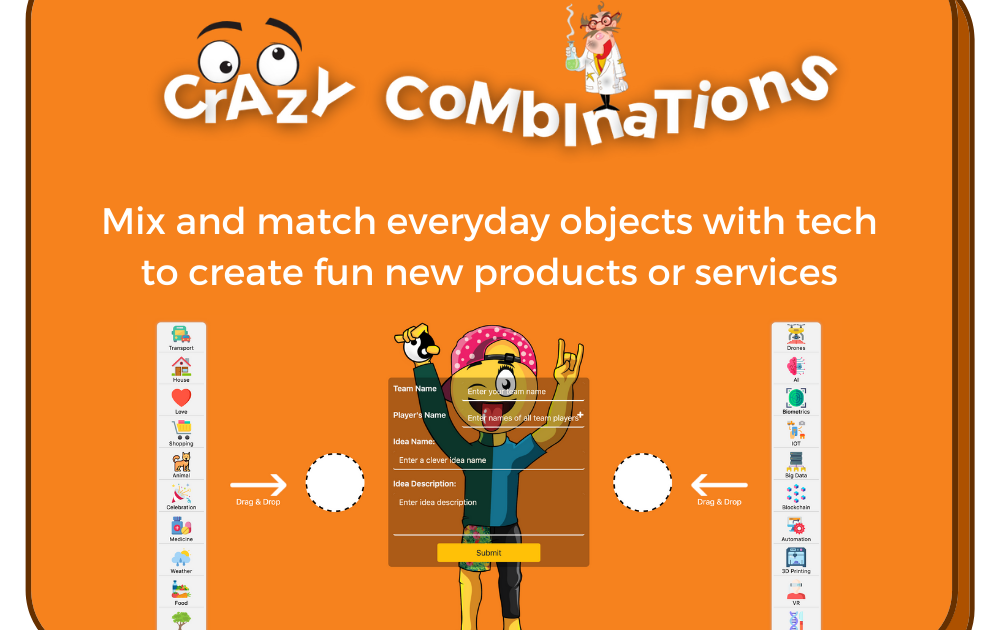 CrAzy CoMbInaTionS
Mix and match everyday objects with tech
to create fun new products or services
Transport
House
Love
Shopping
Animal
Celebration
Medicine
Weather
Food
Drag & Drop
Team Name
Enter your team name
Player's Name
Enter names of all team players
+
Idea Name:
Enter a clever idea name
Idea Description:
Enter idea description
Submit
Drag & Drop
Drones
AI
Biometrics
IOT
Big Data
Blockchain
Automation
3D Printing
VR